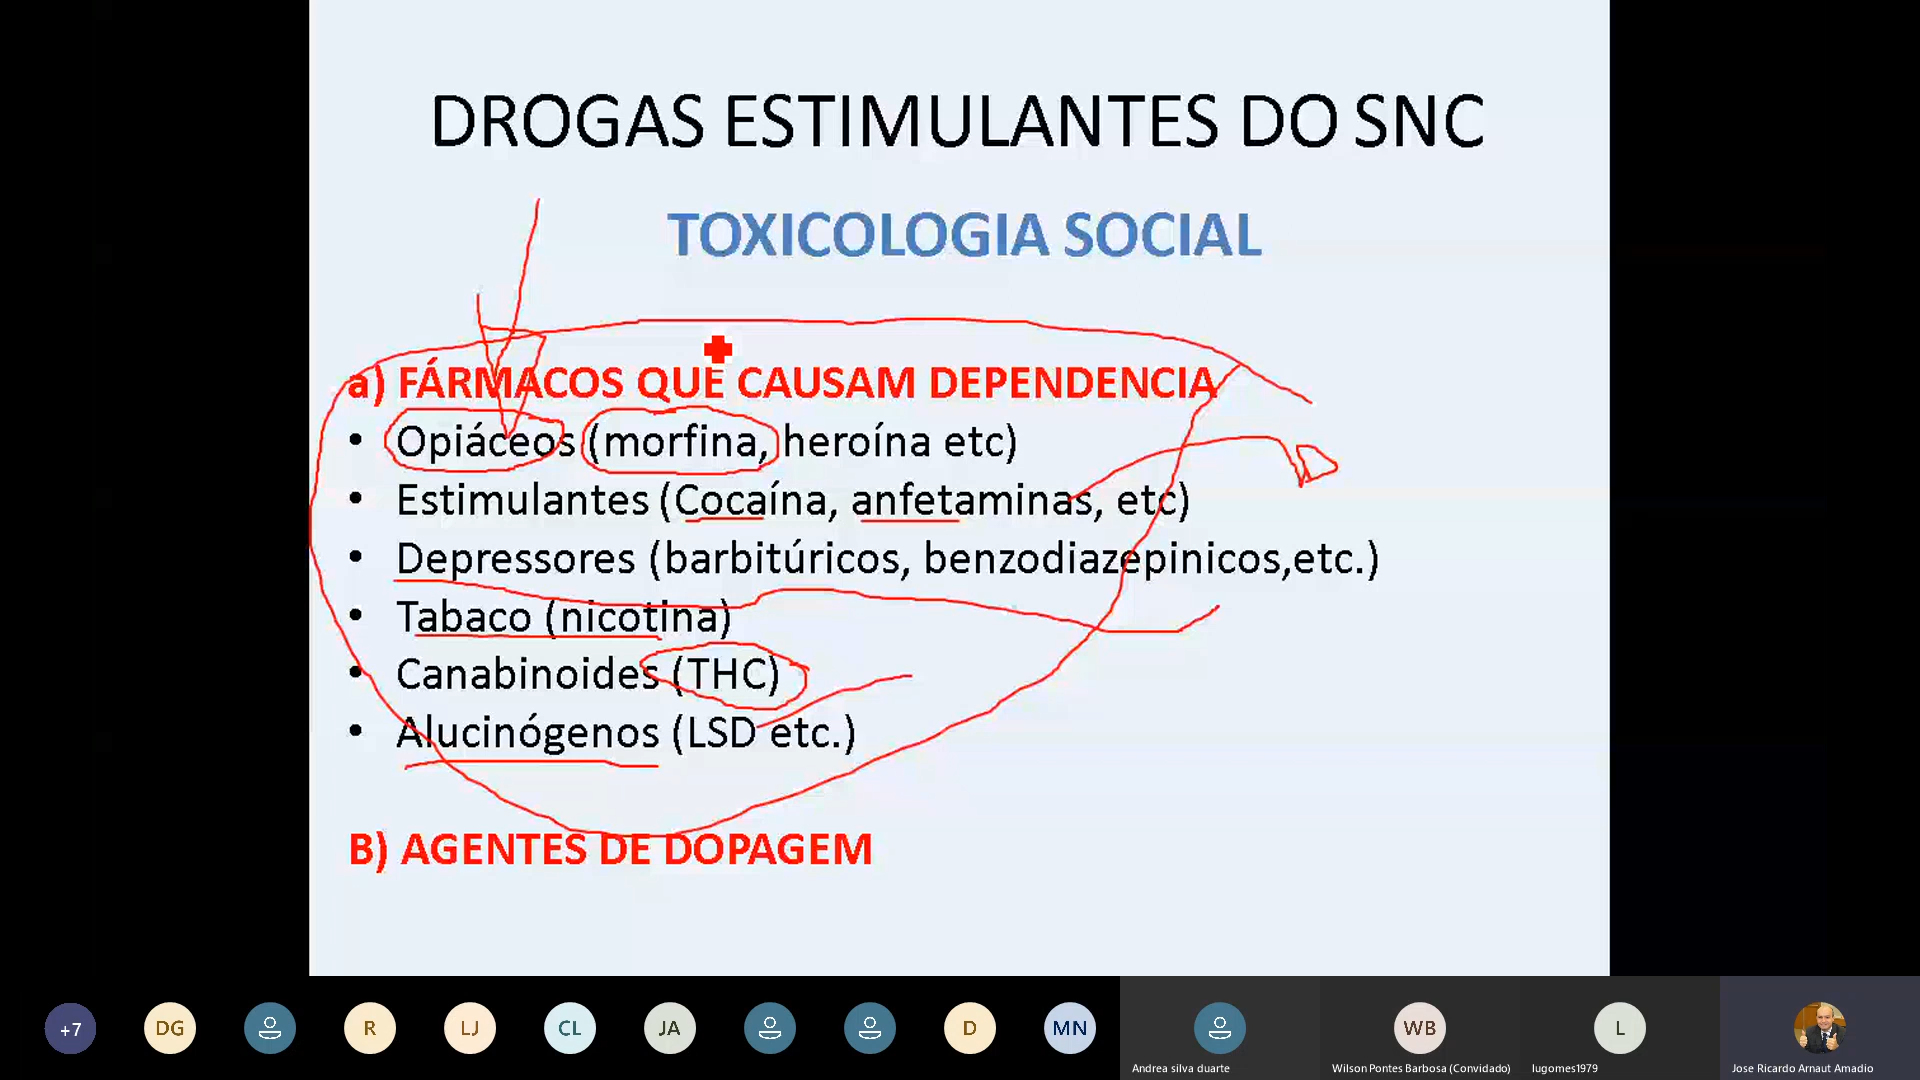 DROGAS ESTIMULANTES DO SNC
TOXICOLOGIA SOCIAL
a) FÁRMACOS QUE CAUSAM DEPENDENCIA
• Opiáceos (morfina, heroína etc)
• Estimulantes (Cocaína, anfetaminas, etc)
• Depressores (barbitúricos, benzodiazepinicos,etc.)
• Tabaco (nicotina)
• Canabinoides (THC)
• Alucinógenos (LSD etc.)
B) AGENTES DE DOPAGEM
+7 DG R LJ CL JA D MN WB L
Andrea silva duarte Wilson Pontes Barbosa (Convidado) lugomes1979 Jose Ricardo Arnaut Amadio